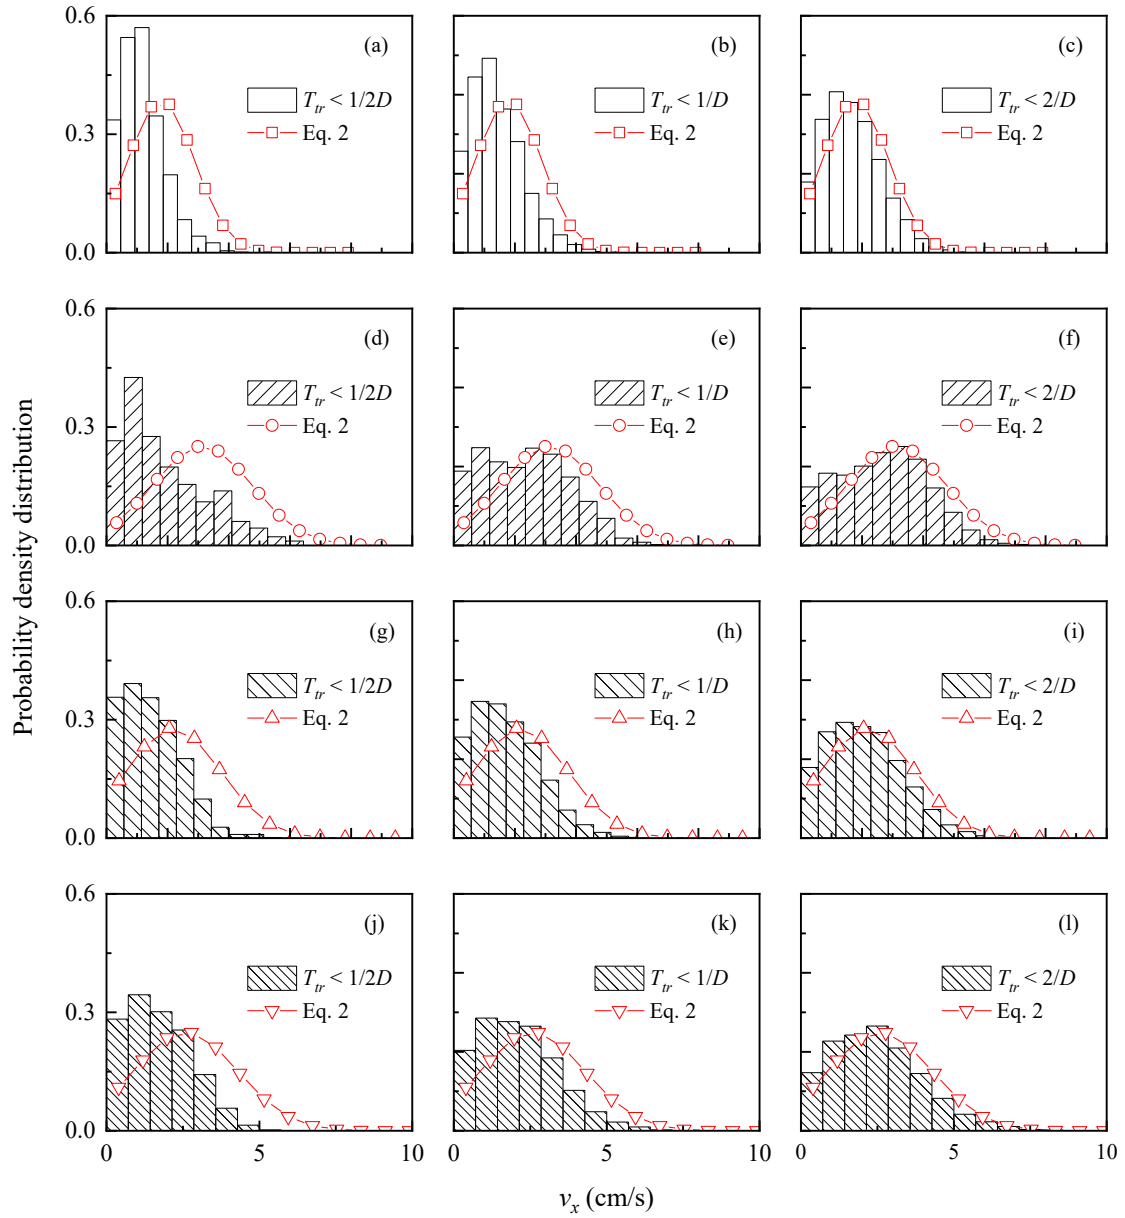 0.6
(a)
(b)
(c)
T_tr < 1/2D
T_tr < 1/D
T_tr < 2/D
0.3
Eq. 2
Eq. 2
Eq. 2
0.0
0.6
(d)
(e)
(f)
T_tr < 1/2D
T_tr < 1/D
T_tr < 2/D
0.3
Eq. 2
Eq. 2
Eq. 2
0.0
Probability density distribution
0.6
(g)
(h)
(i)
T_tr < 1/2D
T_tr < 1/D
T_tr < 2/D
0.3
Eq. 2
Eq. 2
Eq. 2
0.0
0.6
(j)
(k)
(l)
T_tr < 1/2D
T_tr < 1/D
T_tr < 2/D
0.3
Eq. 2
Eq. 2
Eq. 2
0.0
0 5 10 0 5 10 0 5 10
v_x (cm/s)